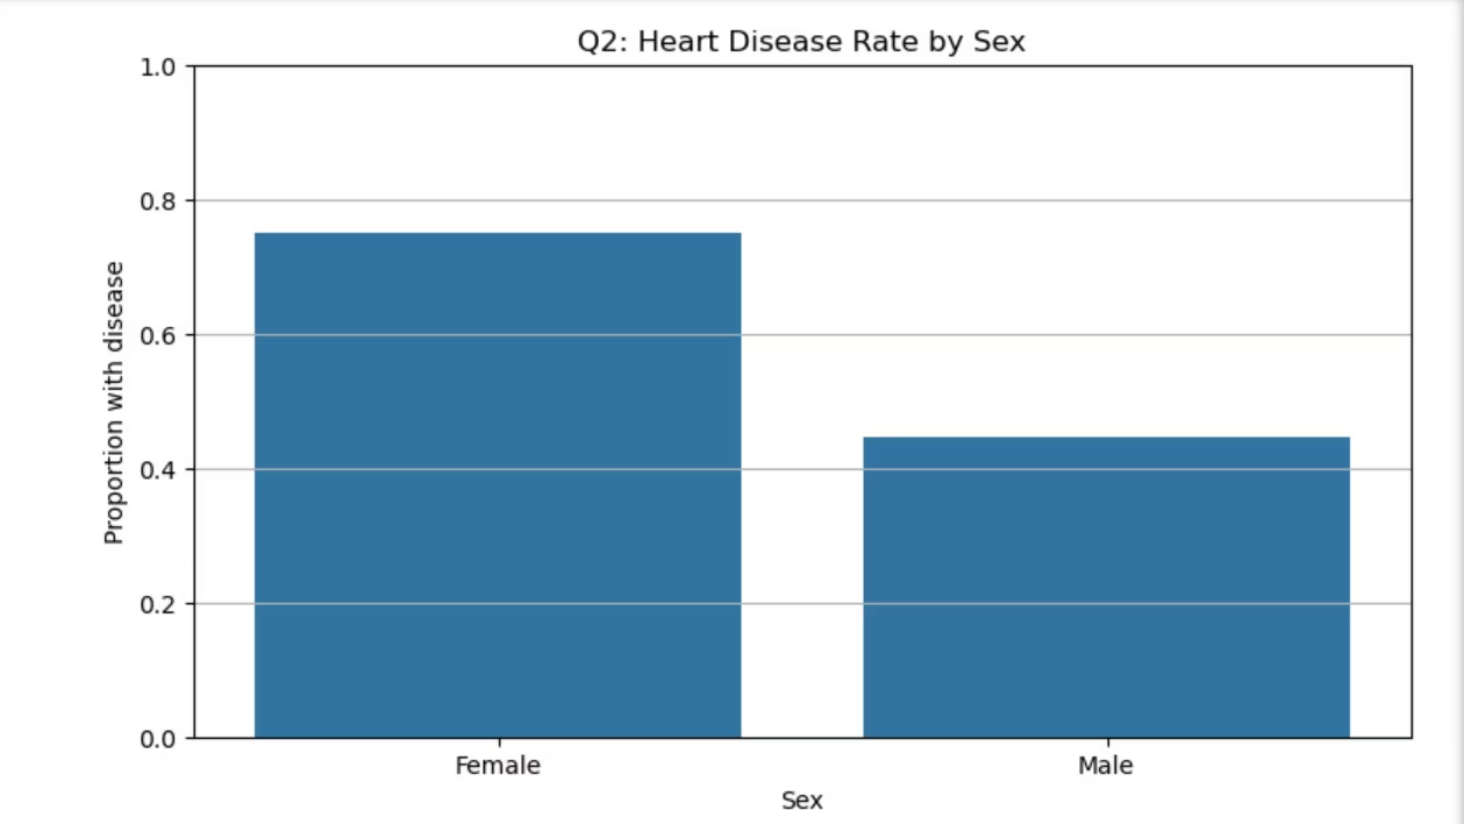 Q2: Heart Disease Rate by Sex
1.0
0.8
0.6
0.4
0.2
0.0
Proportion with disease
Female
Male
Sex